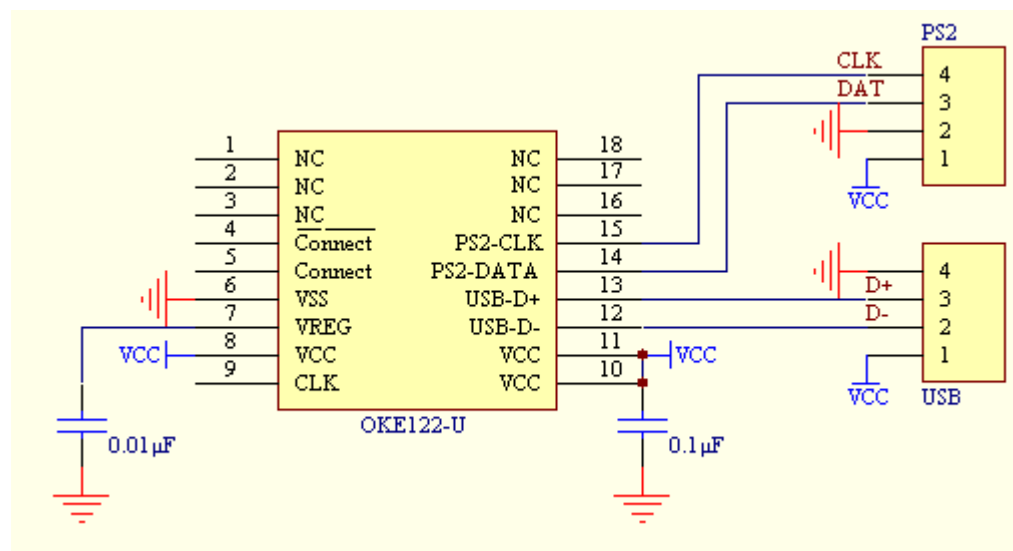 PS2
CLK
4
DAT
3
2
1
VCC
1
NC
NC
18
2
NC
NC
17
3
NC
NC
16
4
Connect
PS2-CLK
15
5
Connect
PS2-DATA
14
6
VSS
USB-D+
13
7
VREG
USB-D-
12
VCC
8
VCC
VCC
11
VCC
9
CLK
VCC
10
OKE122-U
4
D+
3
D-
2
1
VCC
USB
0.01µF
0.1µF